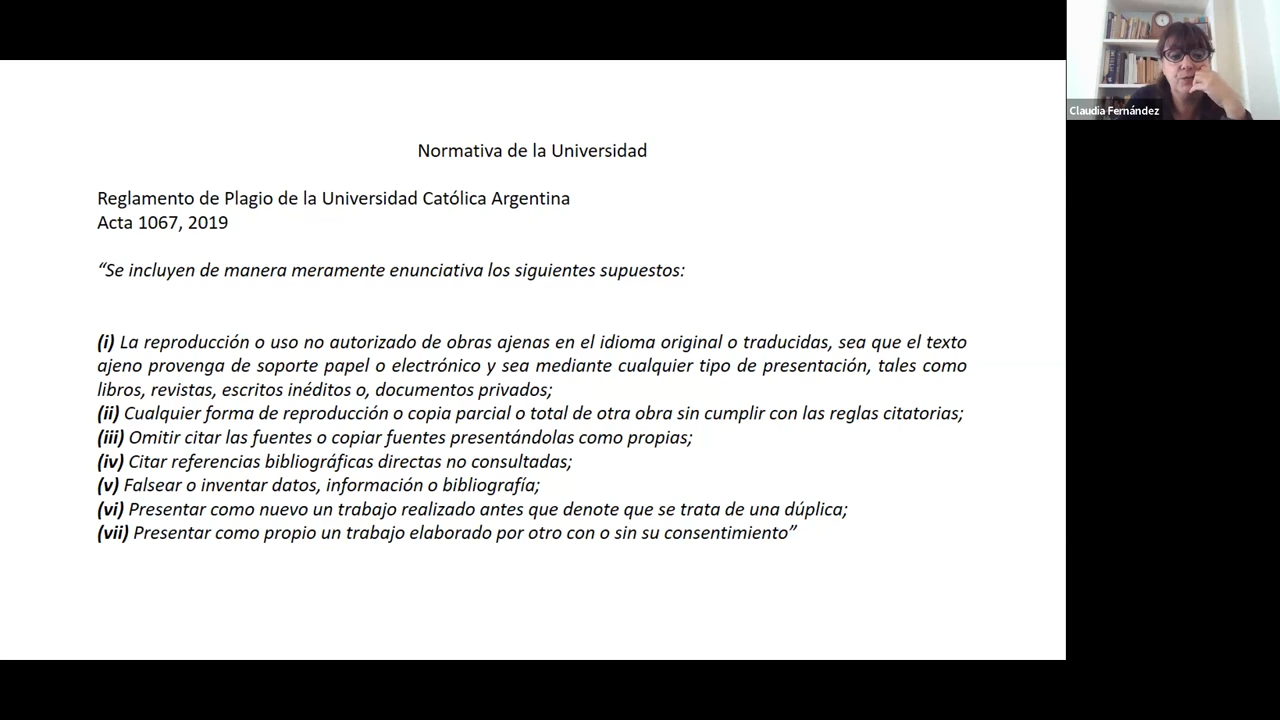 Normativa de la Universidad
Reglamento de Plagio de la Universidad Católica Argentina
Acta 1067, 2019
“Se incluyen de manera meramente enunciativa los siguientes supuestos:
(i) La reproducción o uso no autorizado de obras ajenas en el idioma original o traducidas, sea que el texto
ajeno provenga de soporte papel o electrónico y sea mediante cualquier tipo de presentación, tales como
libros, revistas, escritos inéditos o, documentos privados;
(ii) Cualquier forma de reproducción o copia parcial o total de otra obra sin cumplir con las reglas citatorias;
(iii) Omitir citar las fuentes o copiar fuentes presentándolas como propias;
(iv) Citar referencias bibliográficas directas no consultadas;
(v) Falsear o inventar datos, información o bibliografía;
(vi) Presentar como nuevo un trabajo realizado antes que denote que se trata de una dúplica;
(vii) Presentar como propio un trabajo elaborado por otro con o sin su consentimiento”
Claudia Fernández